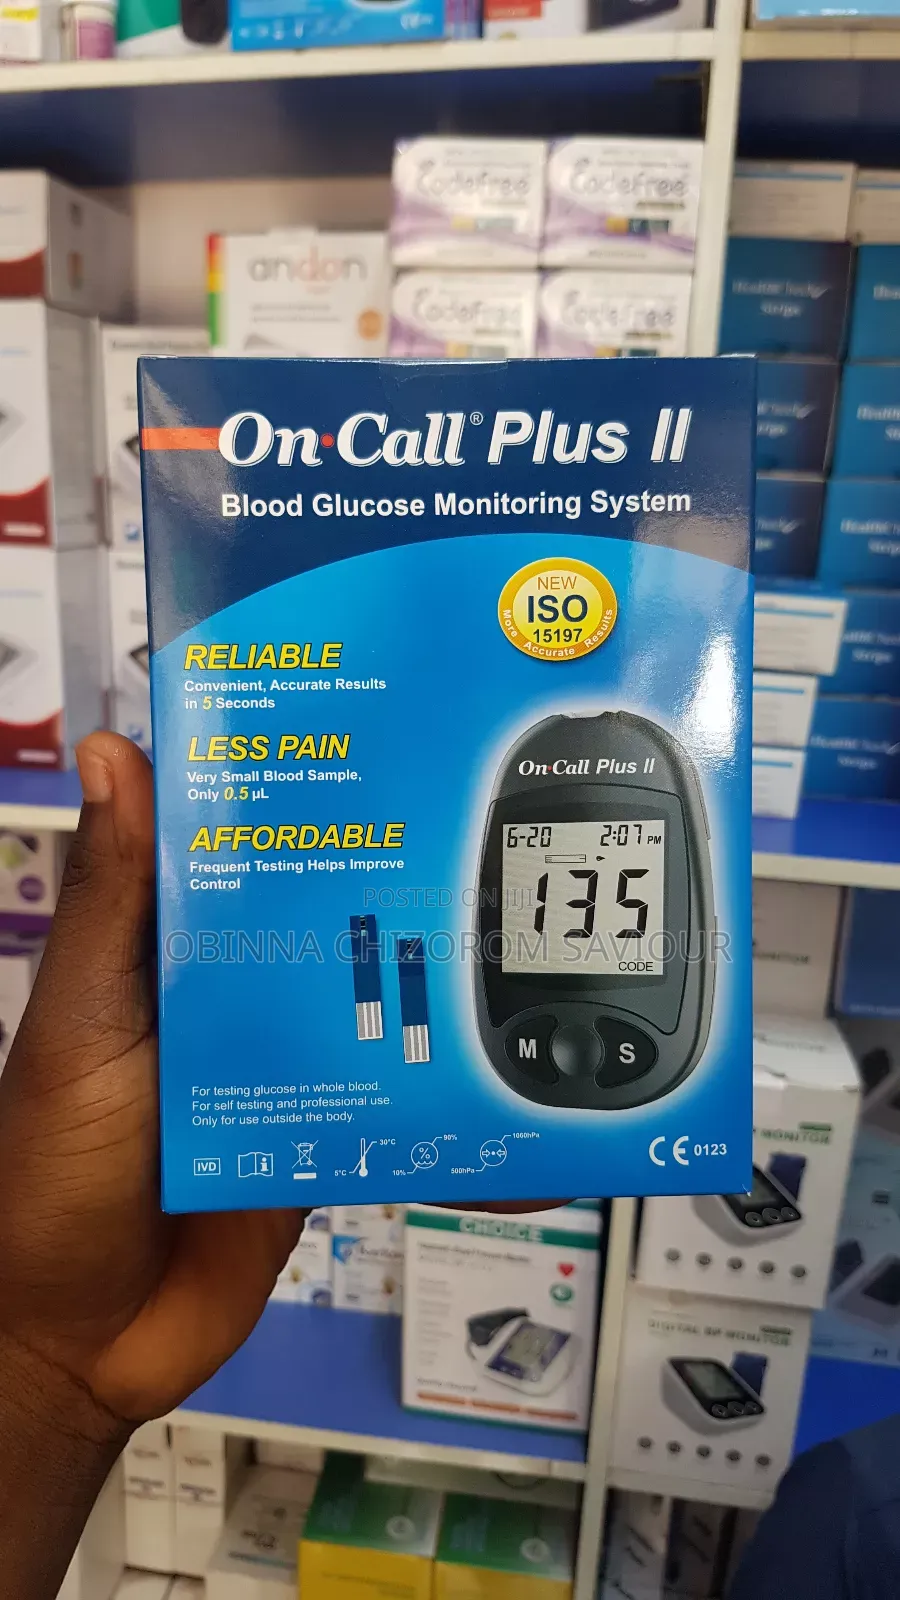 CodeFree
CodeFree
andon
CodeFree
CodeFree
On•Call® Plus II
Blood Glucose Monitoring System
NEW
ISO
15197
More Accurate Results
RELIABLE
Convenient, Accurate Results
in 5 Seconds
LESS PAIN
Very Small Blood Sample,
Only 0.5 µL
AFFORDABLE
Frequent Testing Helps Improve
Control
On•Call Plus II
6-20 2:07 PM
135
CODE
M S
POSTED ON JIJI
OBINNA CHIZOROM SAVIOUR
For testing glucose in whole blood.
For self testing and professional use.
Only for use outside the body.
IVD
5°C 30°C
10% % 90%
500hPa 1060hPa
CE 0123
CHOICE
DIGITAL BP MONITOR